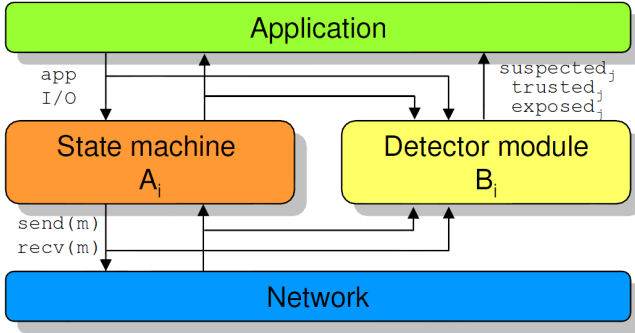 Application
app
I/O
suspectedj
trustedj
exposedj
State machine
Ai
Detector module
Bi
send(m)
recv(m)
Network